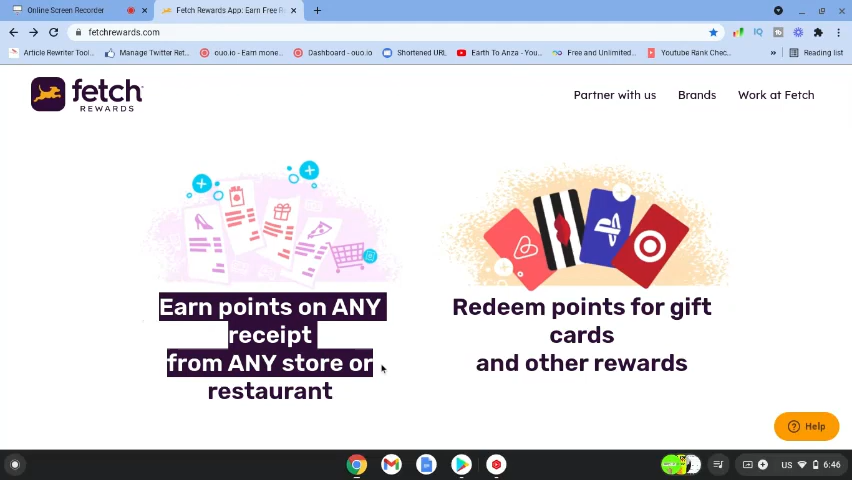 Online Screen Recorder
Fetch Rewards App: Earn Free R
fetchrewards.com
Article Rewriter Tool
Manage Twitter Ret...
ouo.io - Earn mone...
Dashboard - ouo.io
Shortened URL
Earth To Anza - You...
Free and Unlimited...
Youtube Rank Chec...
Reading list
fetch
REWARDS
Partner with us
Brands
Work at Fetch
Earn points on ANY
receipt
from ANY store or
restaurant
Redeem points for gift
cards
and other rewards
Help
US
6:46